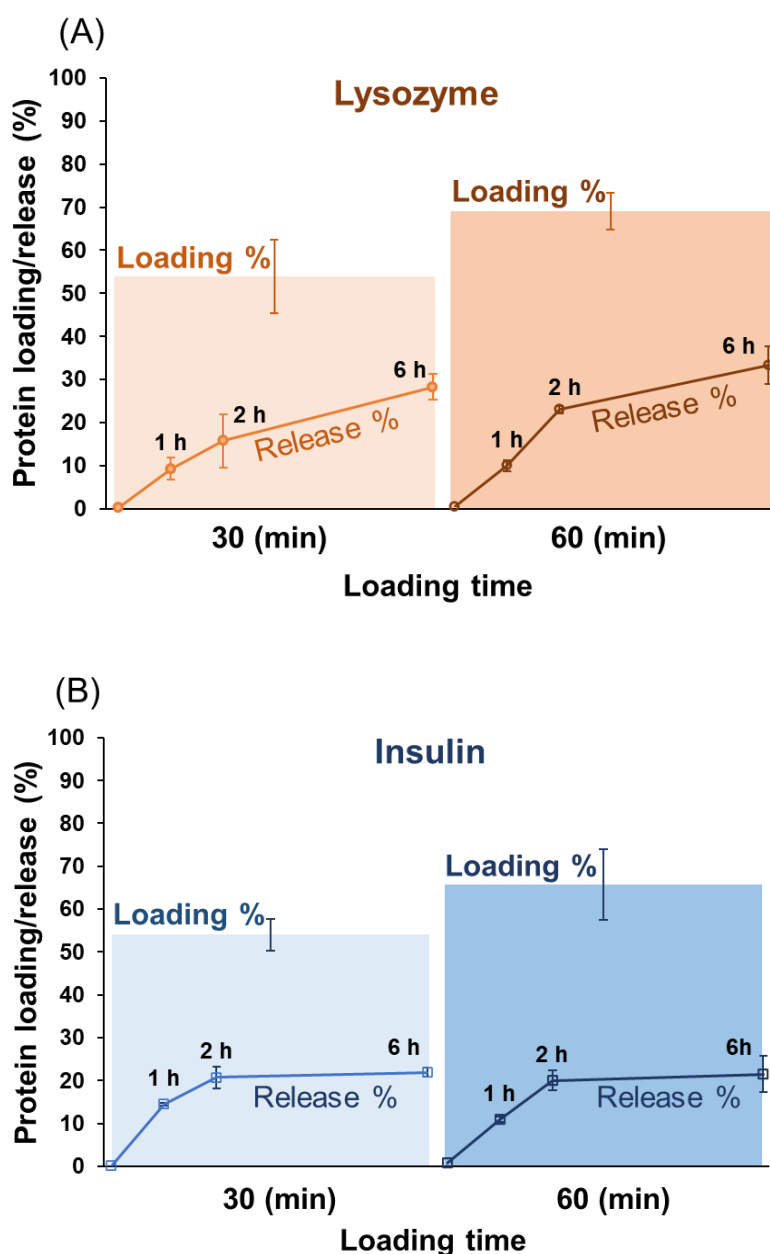 (A)
Lysozyme
Protein loading/release (%)
100
90
80
70
60
50
40
30
20
10
0
Loading %
Loading %
1 h
2 h
6 h
Release %
1 h
2 h
6 h
Release %
30 (min)
60 (min)
Loading time
(B)
Insulin
Protein loading/release (%)
100
90
80
70
60
50
40
30
20
10
0
Loading %
Loading %
1 h
2 h
6 h
Release %
1 h
2 h
6h
Release %
30 (min)
60 (min)
Loading time